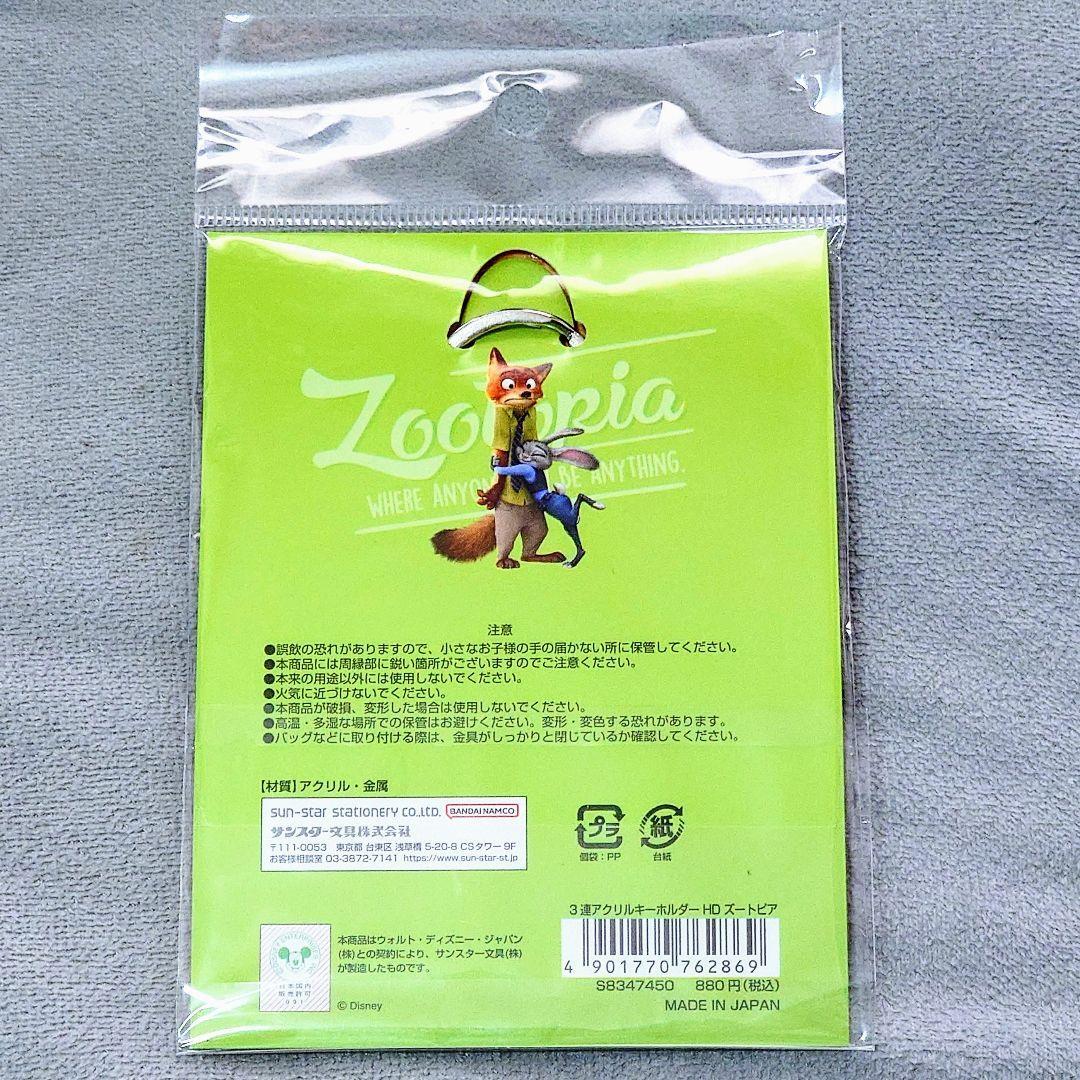 Zootopia
WHERE ANYONE BE ANYTHING.
注意
●誤飲の恐れがありますので、小さなお子様の手の届かない所に保管してください。
●本商品には周縁部に鋭い箇所がございますのでご注意ください。
●本来の用途以外には使用しないでください。
●火気に近づけないでください。
●本商品が破損、変形した場合は使用しないでください。
●高温・多湿な場所での保管はお避けください。変形・変色する恐れがあります。
●バッグなどに取り付ける際は、金具がしっかりと閉じているか確認してください。
【材質】アクリル・金属
sun-star stationery co.,ltd. BANDAI NAMCO
サンスター文具株式会社
〒111-0053 東京都 台東区 浅草橋 5-20-8 CSタワー 9F
お客様相談室 03-3872-7141 https://www.sun-star-st.jp
プラ 紙
個袋：PP 台紙
3連アクリルキーホルダー HD ズートピア
4 901770 762869
S8347450 880円(税込)
MADE IN JAPAN
本商品はウォルト・ディズニー・ジャパン
(株)との契約により、サンスター文具(株)
が製造したものです。
日本国内
販売許可
091
© Disney